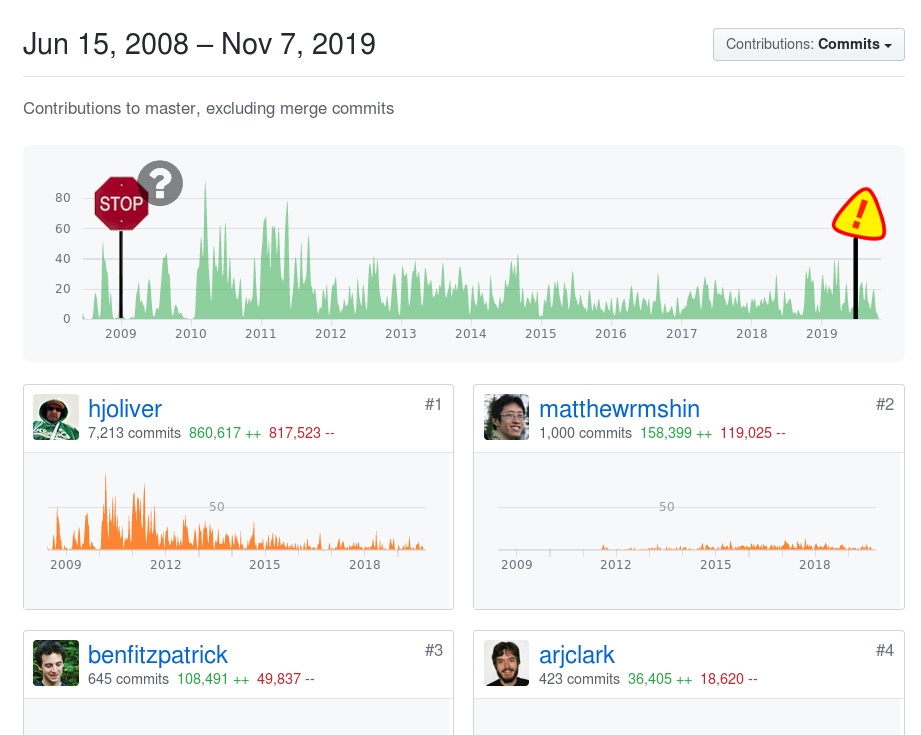 Jun 15, 2008 – Nov 7, 2019
Contributions: Commits
Contributions to master, excluding merge commits
80
60
40
20
0
STOP
?
!
2009 2010 2011 2012 2013 2014 2015 2016 2017 2018 2019
hjoliver #1
7,213 commits 860,617 ++ 817,523 --
50
2009 2012 2015 2018
matthewrmshin #2
1,000 commits 158,399 ++ 119,025 --
50
2009 2012 2015 2018
benfitzpatrick #3
645 commits 108,491 ++ 49,837 --
arjclark #4
423 commits 36,405 ++ 18,620 --